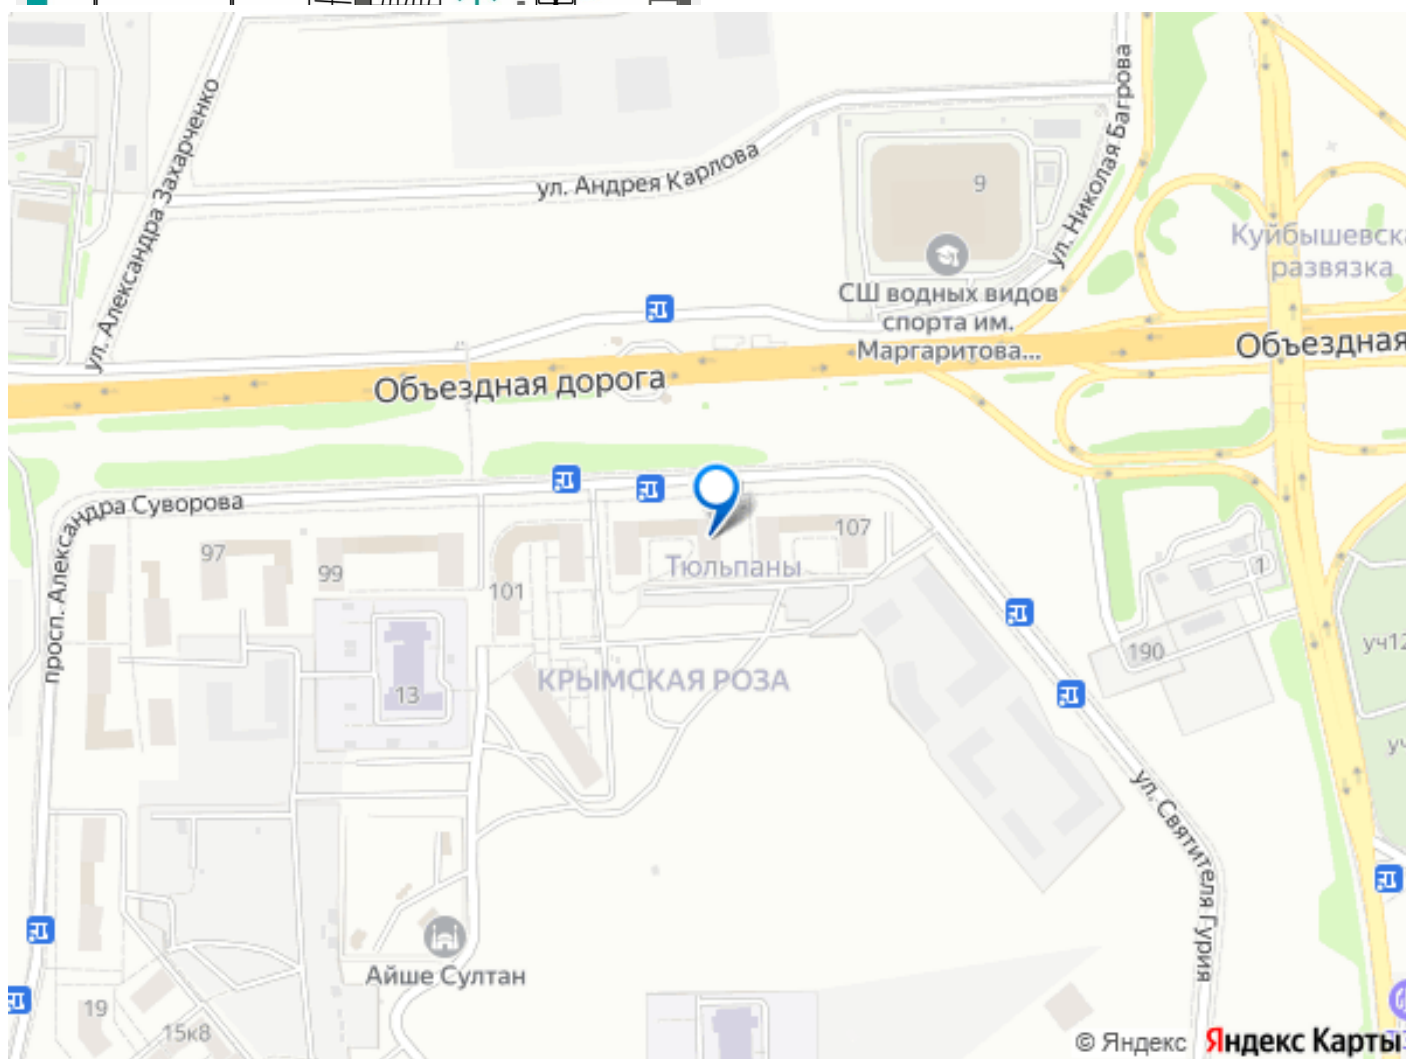 ул. Александра Захарченко
ул. Андрея Карлова
ул. Николая Багрова
9
СШ водных видов
спорта им.
Маргаритова...
Куйбышевска
развязка
Объездная дорога
Объездная
просп. Александра Суворова
97
99
101
107
Тюльпаны
КРЫМСКАЯ РОЗА
13
1
190
уч12
уч
ул. Святителя Гурия
Айше Султан
19
15к8
© Яндекс
Яндекс Карты